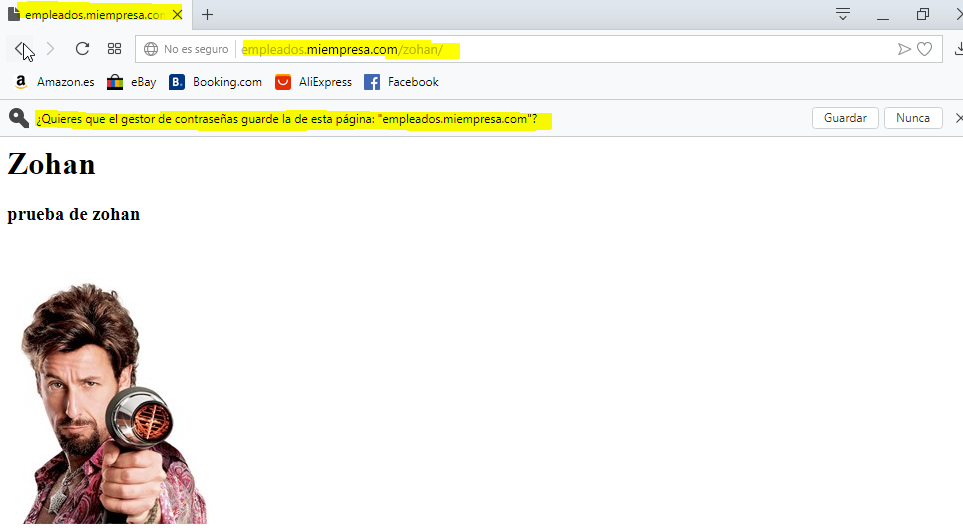 empleados.miempresa.com
No es seguro empleados.miempresa.com/zohan/
a Amazon.es eBay B. Booking.com AliExpress f Facebook
¿Quieres que el gestor de contraseñas guarde la de esta página: "empleados.miempresa.com"? Guardar Nunca
Zohan
prueba de zohan